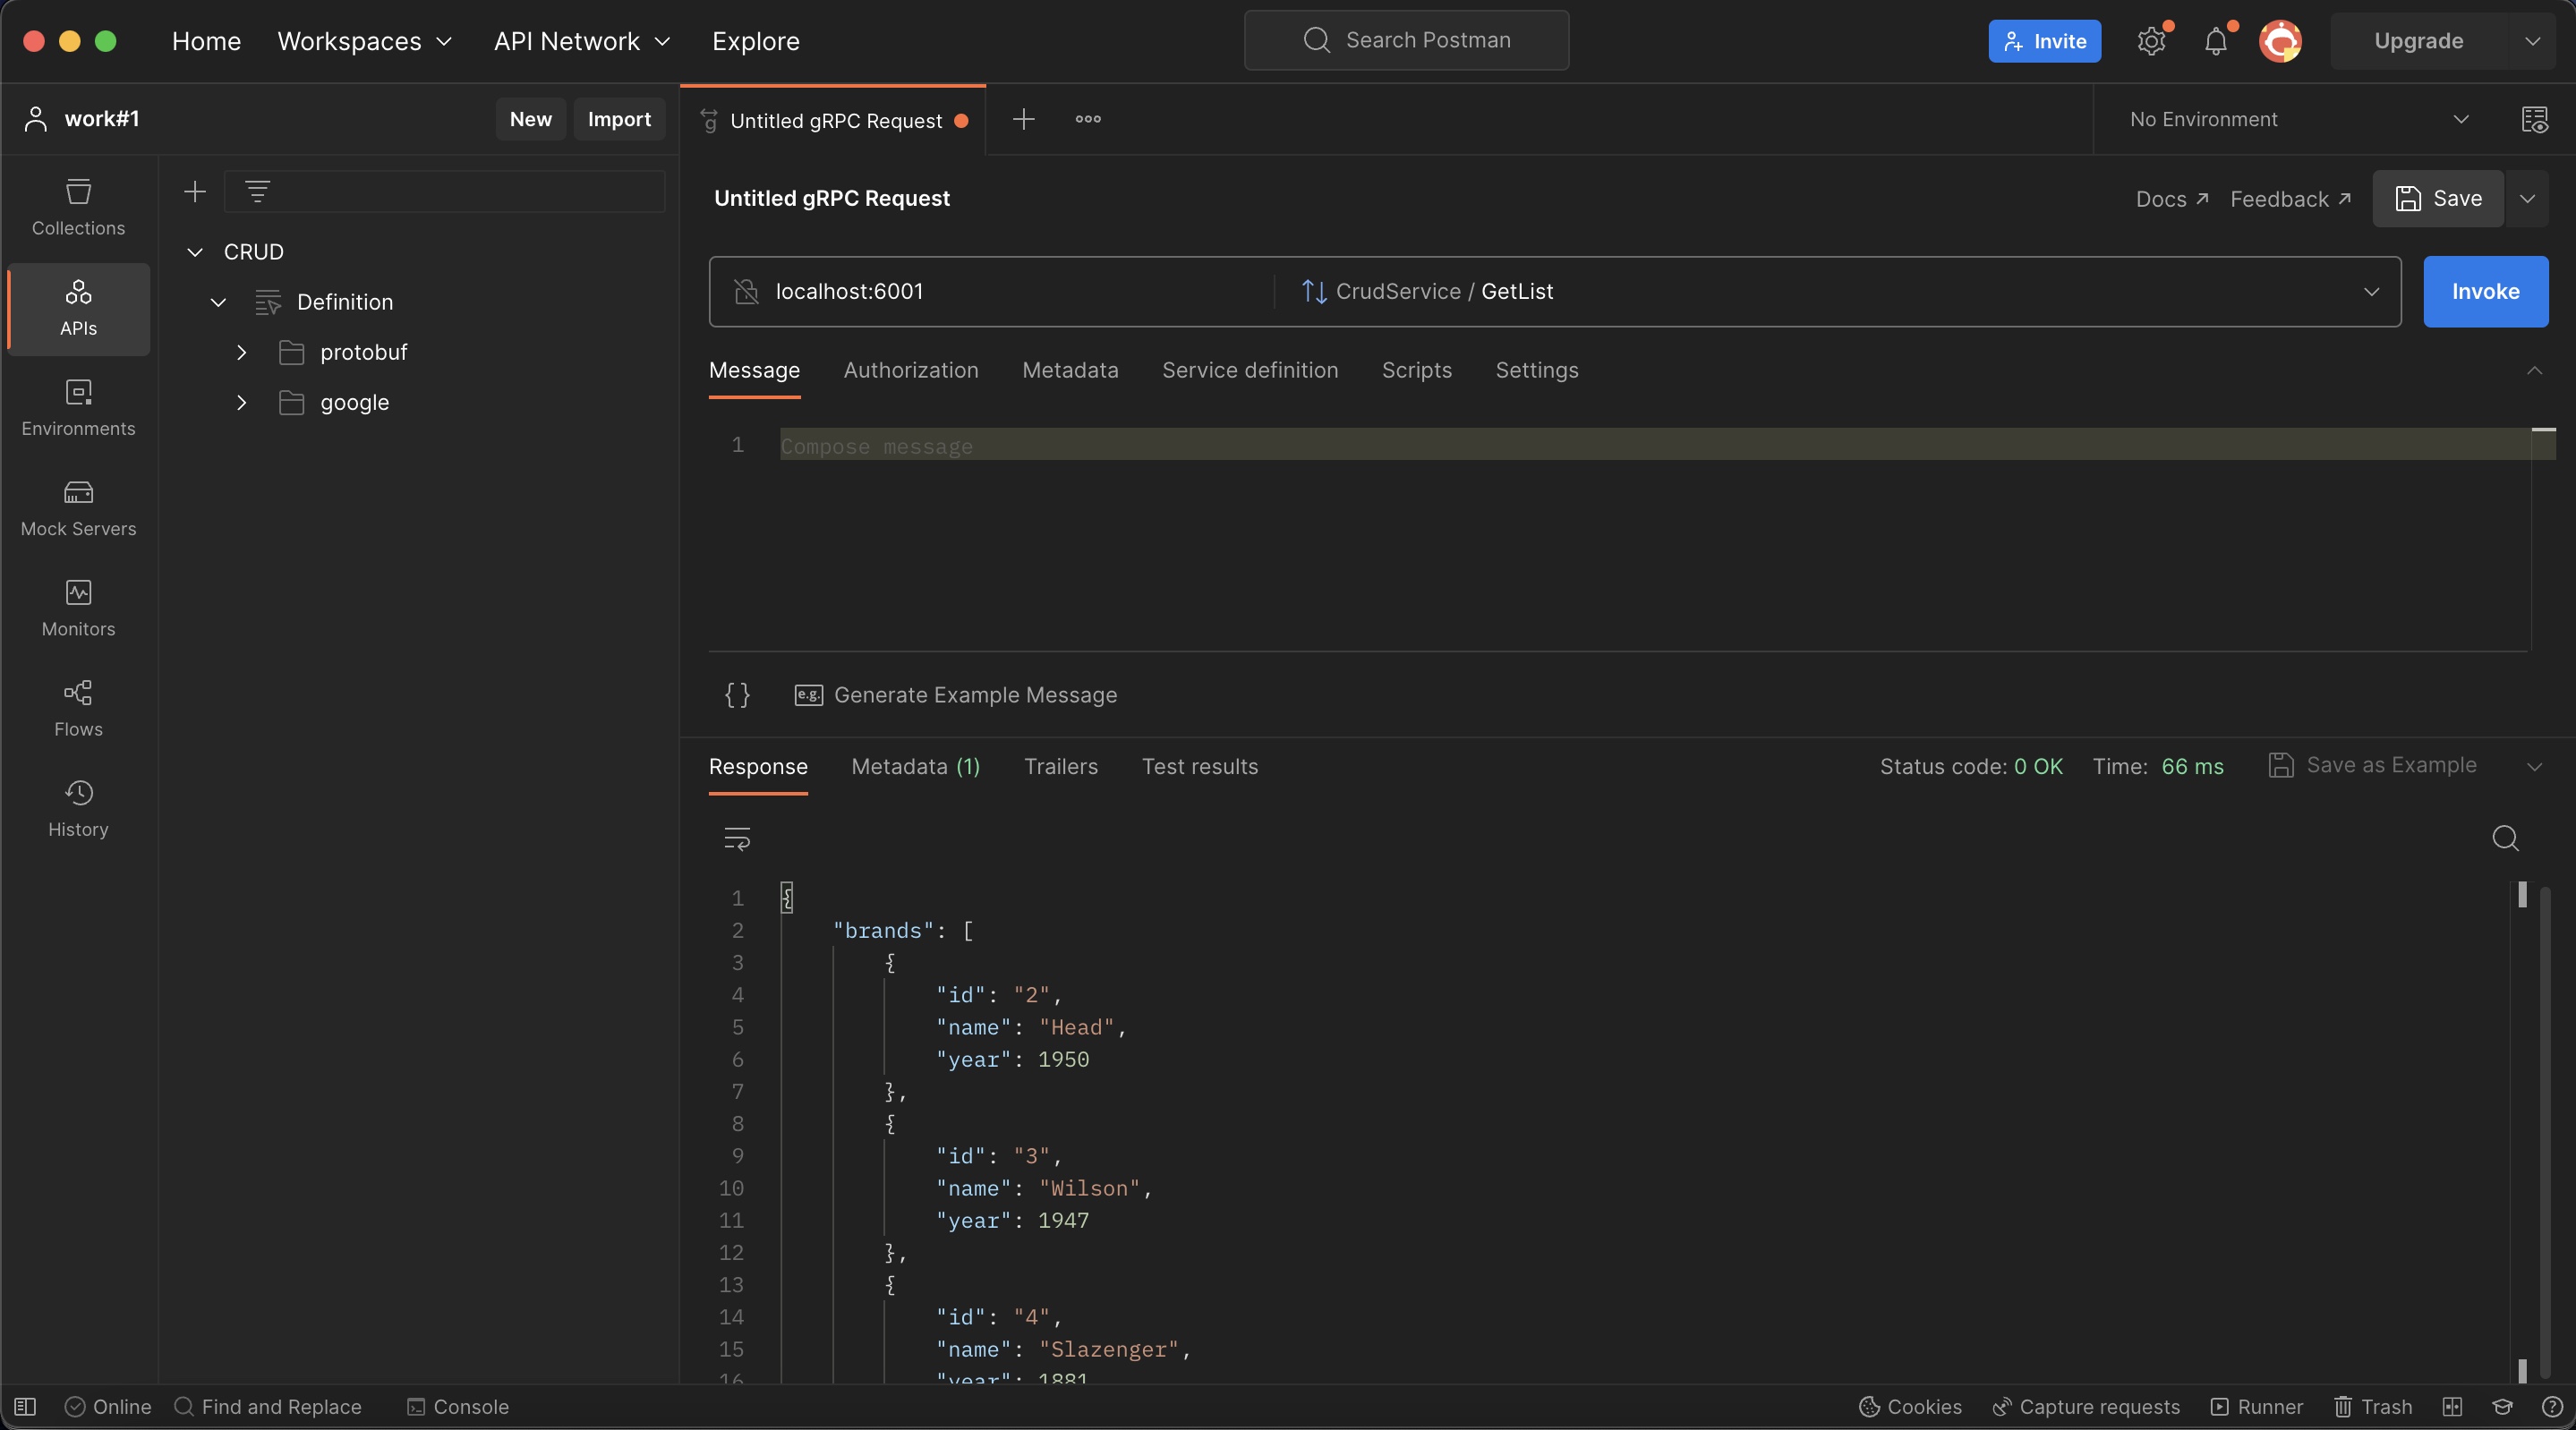 Home Workspaces API Network Explore Search Postman Invite Upgrade
work#1 New Import g Untitled gRPC Request No Environment
Collections
APIs
Environments
Mock Servers
Monitors
Flows
History
CRUD
Definition
protobuf
google
Untitled gRPC Request Docs Feedback Save
localhost:6001 CrudService / GetList Invoke
Message Authorization Metadata Service definition Scripts Settings
1 Compose message
{} e.g. Generate Example Message
Response Metadata (1) Trailers Test results Status code: 0 OK Time: 66 ms Save as Example
1 {
2 "brands": [
3 {
4 "id": "2",
5 "name": "Head",
6 "year": 1950
7 },
8 {
9 "id": "3",
10 "name": "Wilson",
11 "year": 1947
12 },
13 {
14 "id": "4",
15 "name": "Slazenger",
16 "year": 1881
Online Find and Replace Console Cookies Capture requests Runner Trash